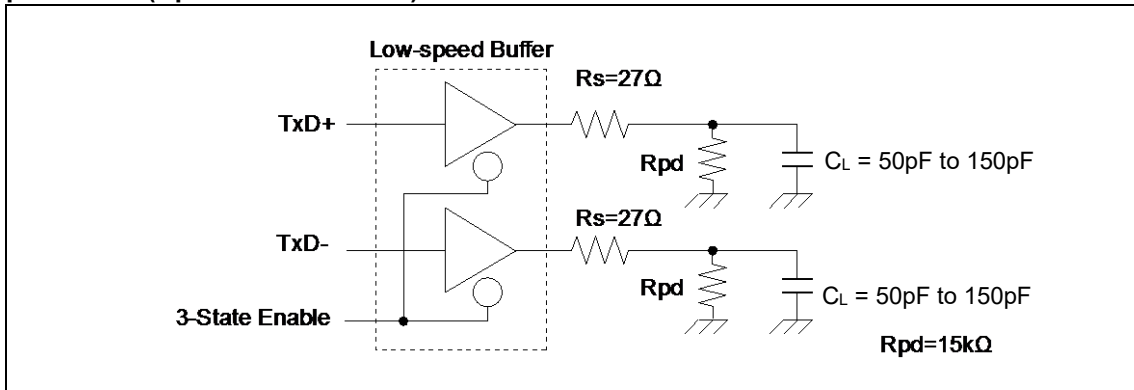 Low-speed Buffer
Rs=27Ω
TxD+
Rpd
CL = 50pF to 150pF
Rs=27Ω
TxD-
Rpd
CL = 50pF to 150pF
3-State Enable
Rpd=15kΩ